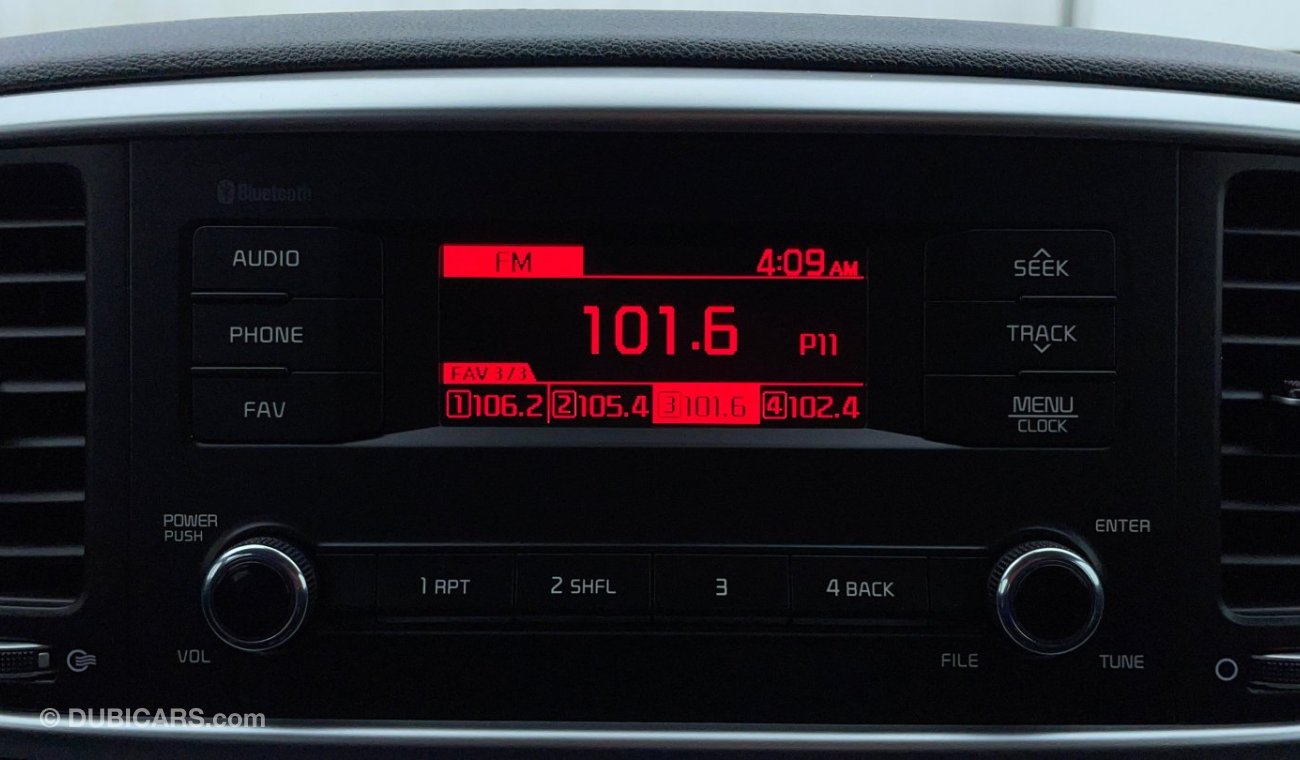 Bluetooth
AUDIO
PHONE
FAV
FM 4:09 AM
101.6 P11
FAV 3/3
1 106.2 2 105.4 3 101.6 4 102.4
SEEK
TRACK
MENU
CLOCK
POWER
PUSH
VOL
1 RPT 2 SHFL 3 4 BACK
ENTER
FILE TUNE
© DUBICARS.com